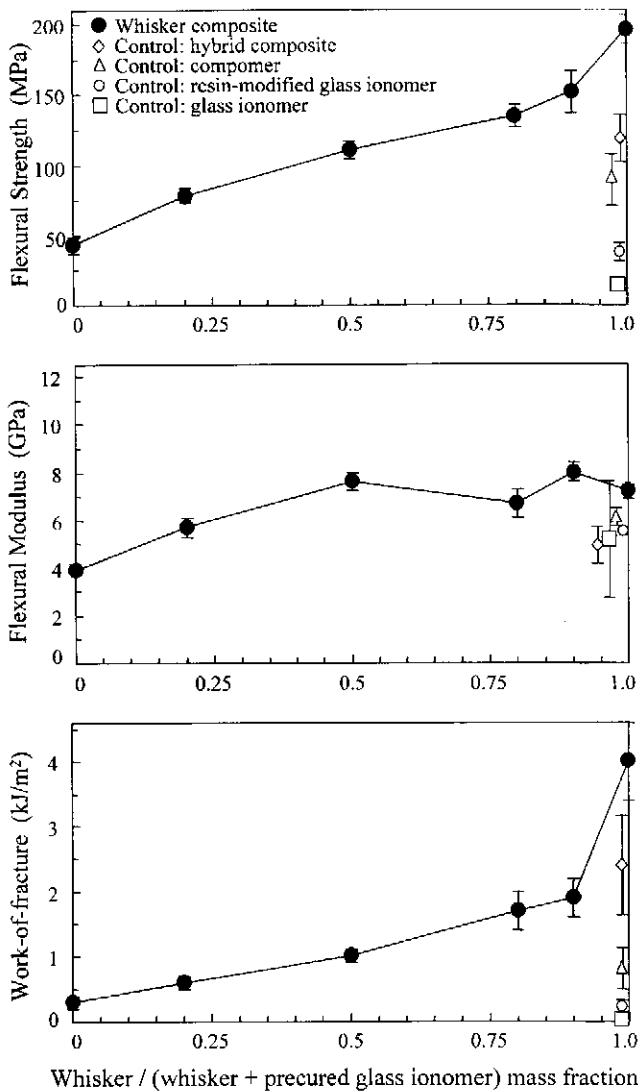 200
150
100
50
0
Flexural Strength (MPa)
Whisker composite
Control: hybrid composite
Control: compomer
Control: resin-modified glass ionomer
Control: glass ionomer
0 0.25 0.5 0.75 1.0
12
10
8
6
4
2
0
Flexural Modulus (GPa)
0 0.25 0.5 0.75 1.0
4
3
2
1
0
Work-of-fracture (kJ/m²)
0 0.25 0.5 0.75 1.0
Whisker / (whisker + precured glass ionomer) mass fraction